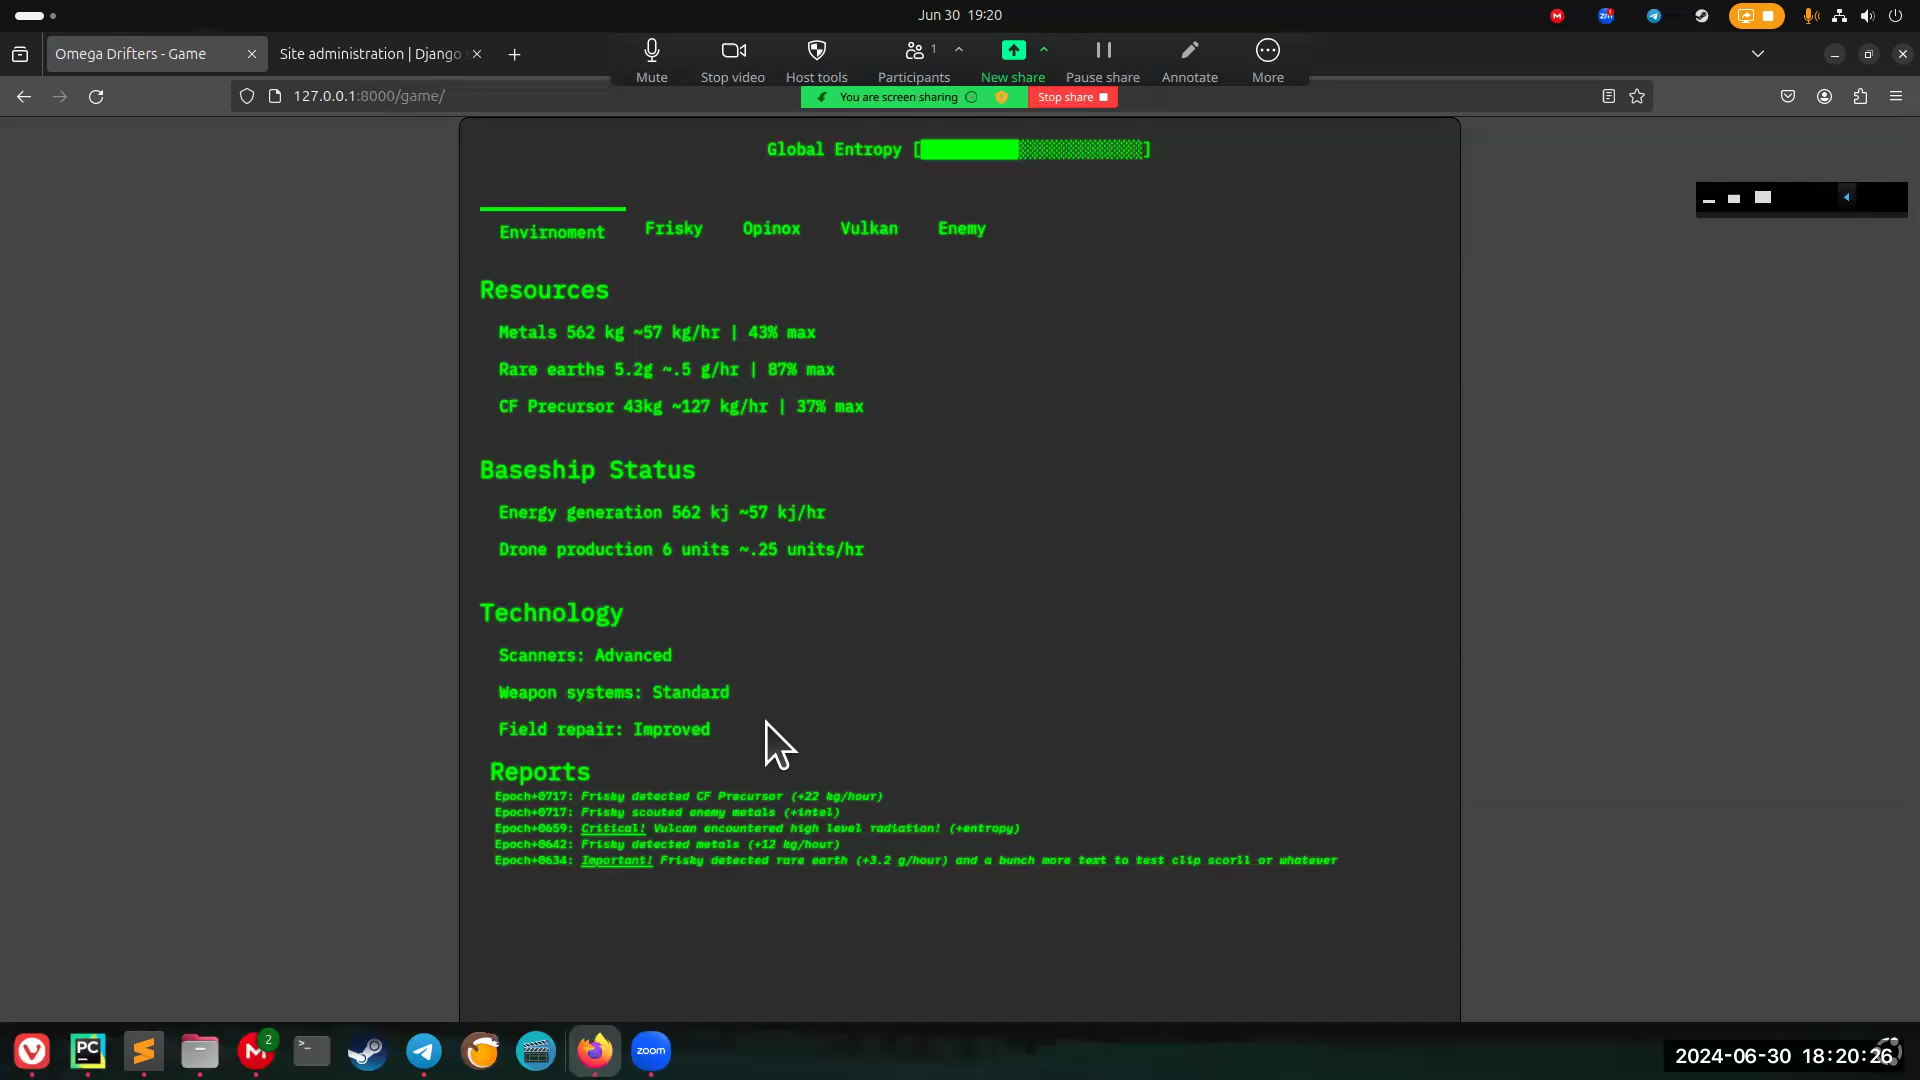 Jun 30 19:20
Omega Drifters - Game
Site administration | Django
Mute
Stop video
Host tools
Participants
1
New share
Pause share
Annotate
More
127.0.0.1:8000/game/
You are screen sharing
Stop share
Global Entropy [██████████░░░░░░░░░░░░░]
Envirnoment Frisky Opinox Vulkan Enemy
Resources
Metals 562 kg ~57 kg/hr | 43% max
Rare earths 5.2g ~.5 g/hr | 87% max
CF Precursor 43kg ~127 kg/hr | 37% max
Baseship Status
Energy generation 562 kj ~57 kj/hr
Drone production 6 units ~.25 units/hr
Technology
Scanners: Advanced
Weapon systems: Standard
Field repair: Improved
Reports
Epoch+0717: Frisky detected CF Precursor (+22 kg/hour)
Epoch+0717: Frisky scouted enemy metals (+intel)
Epoch+0659: Critical! Vulcan encountered high level radiation! (+entropy)
Epoch+0642: Frisky detected metals (+12 kg/hour)
Epoch+0634: Important! Frisky detected rare earth (+3.2 g/hour) and a bunch more text to test clip scorll or whatever
PC
2
M
zoom
2024-06-30 18:20:26